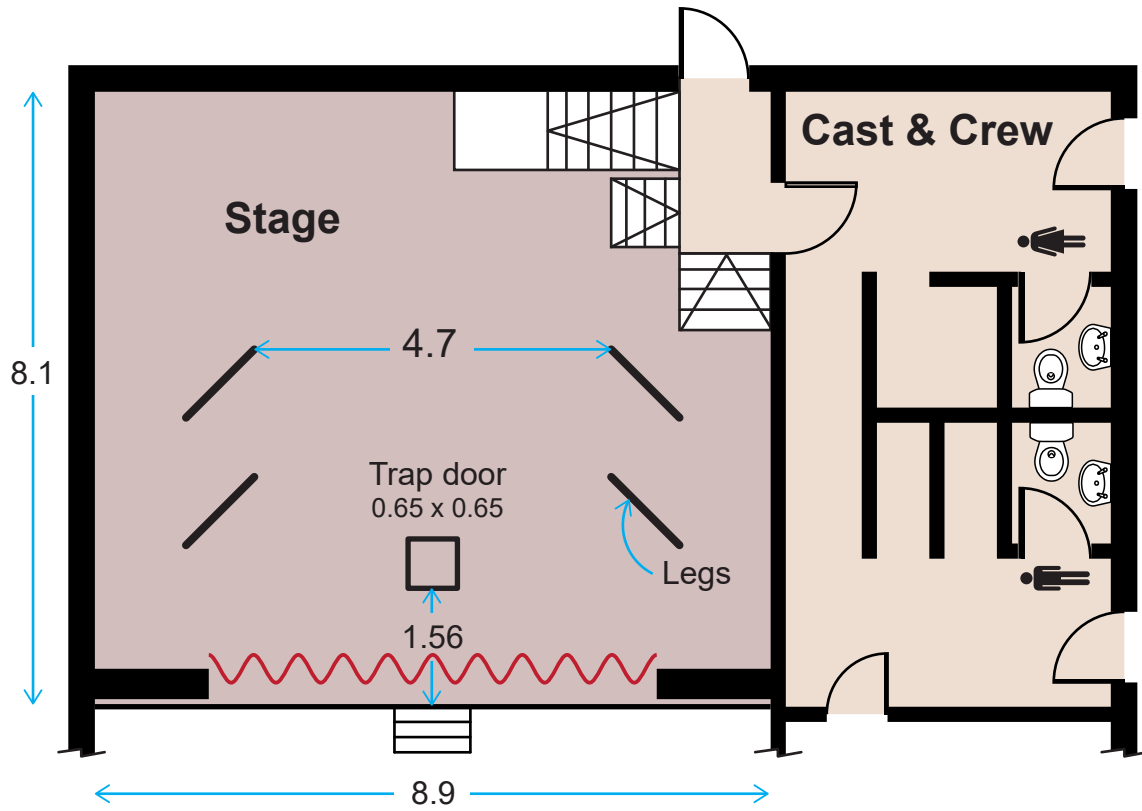 Cast & Crew
Stage
4.7
8.1
Trap door
0.65 x 0.65
Legs
1.56
8.9